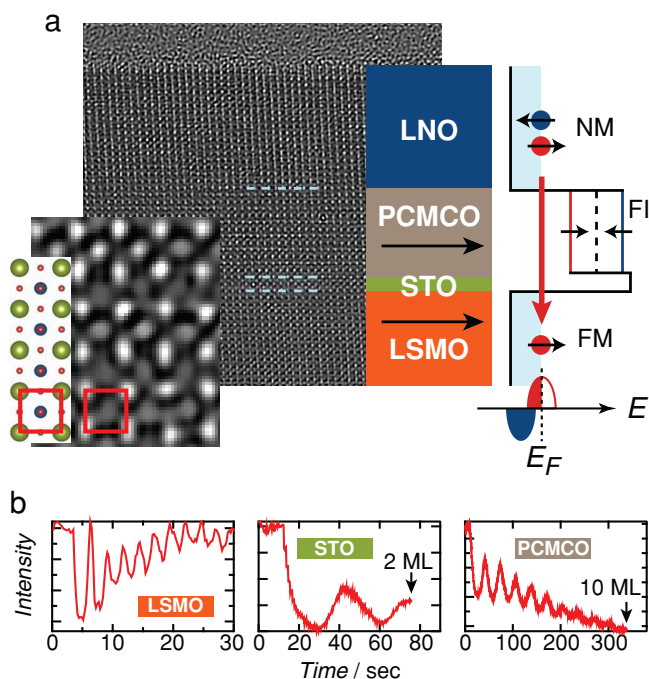 a
LNO
PCMCO
STO
LSMO
NM
FI
FM
E
E_F
b
Intensity
LSMO
0 10 20 30
STO
2 ML
0 20 40 60 80
PCMCO
10 ML
0 100 200 300
Time / sec